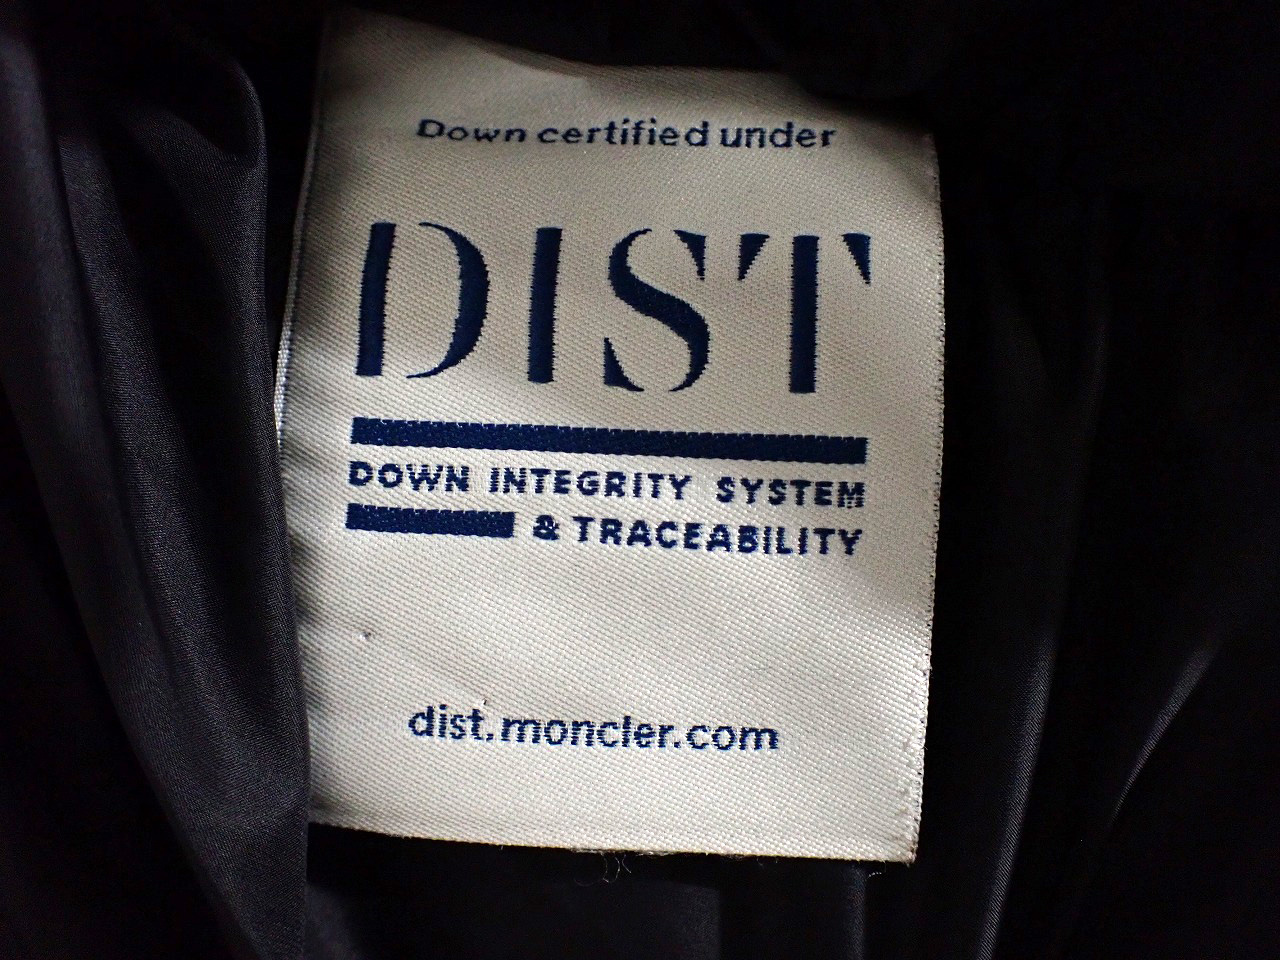 Down certified under
DIST
DOWN INTEGRITY SYSTEM
& TRACEABILITY
dist.moncler.com